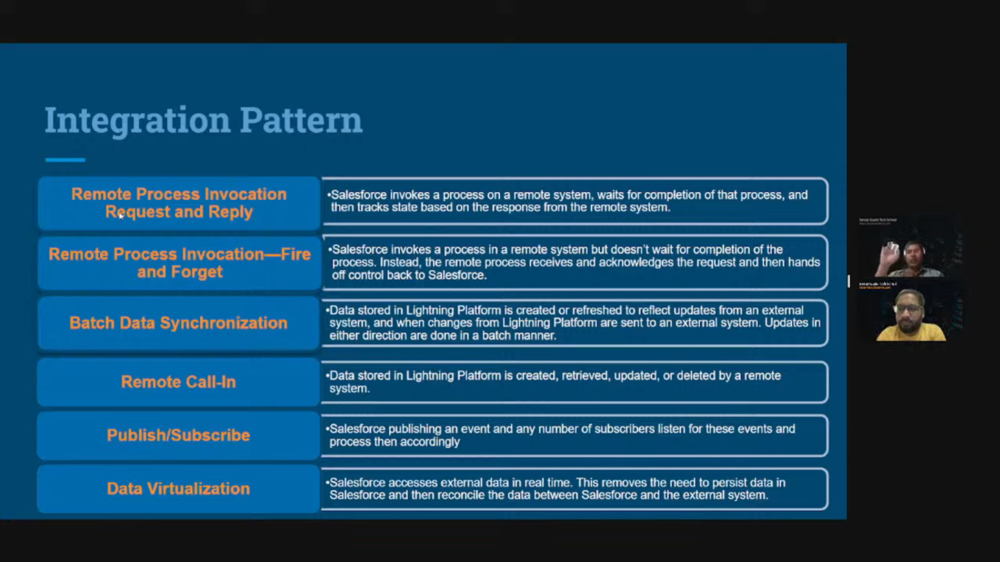 Integration Pattern
Remote Process Invocation
Request and Reply
•Salesforce invokes a process on a remote system, waits for completion of that process, and
then tracks state based on the response from the remote system.
Remote Process Invocation—Fire
and Forget
•Salesforce invokes a process in a remote system but doesn't wait for completion of the
process. Instead, the remote process receives and acknowledges the request and then hands
off control back to Salesforce.
Batch Data Synchronization
•Data stored in Lightning Platform is created or refreshed to reflect updates from an external
system, and when changes from Lightning Platform are sent to an external system. Updates in
either direction are done in a batch manner.
Remote Call-In
•Data stored in Lightning Platform is created, retrieved, updated, or deleted by a remote
system.
Publish/Subscribe
•Salesforce publishing an event and any number of subscribers listen for these events and
process then accordingly
Data Virtualization
•Salesforce accesses external data in real time. This removes the need to persist data in
Salesforce and then reconcile the data between Salesforce and the external system.